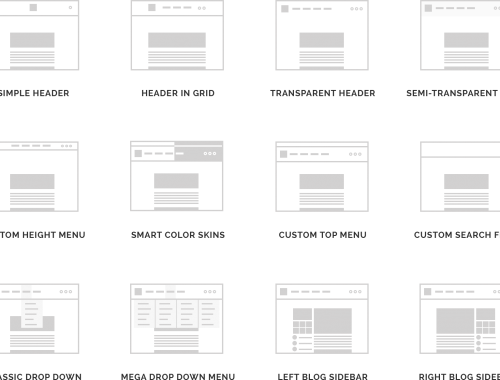 SIMPLE HEADER
HEADER IN GRID
TRANSPARENT HEADER
SEMI-TRANSPARENT
TOM HEIGHT MENU
SMART COLOR SKINS
CUSTOM TOP MENU
CUSTOM SEARCH F
ASSIC DROP DOWN
MEGA DROP DOWN MENU
LEFT BLOG SIDEBAR
RIGHT BLOG SIDEB